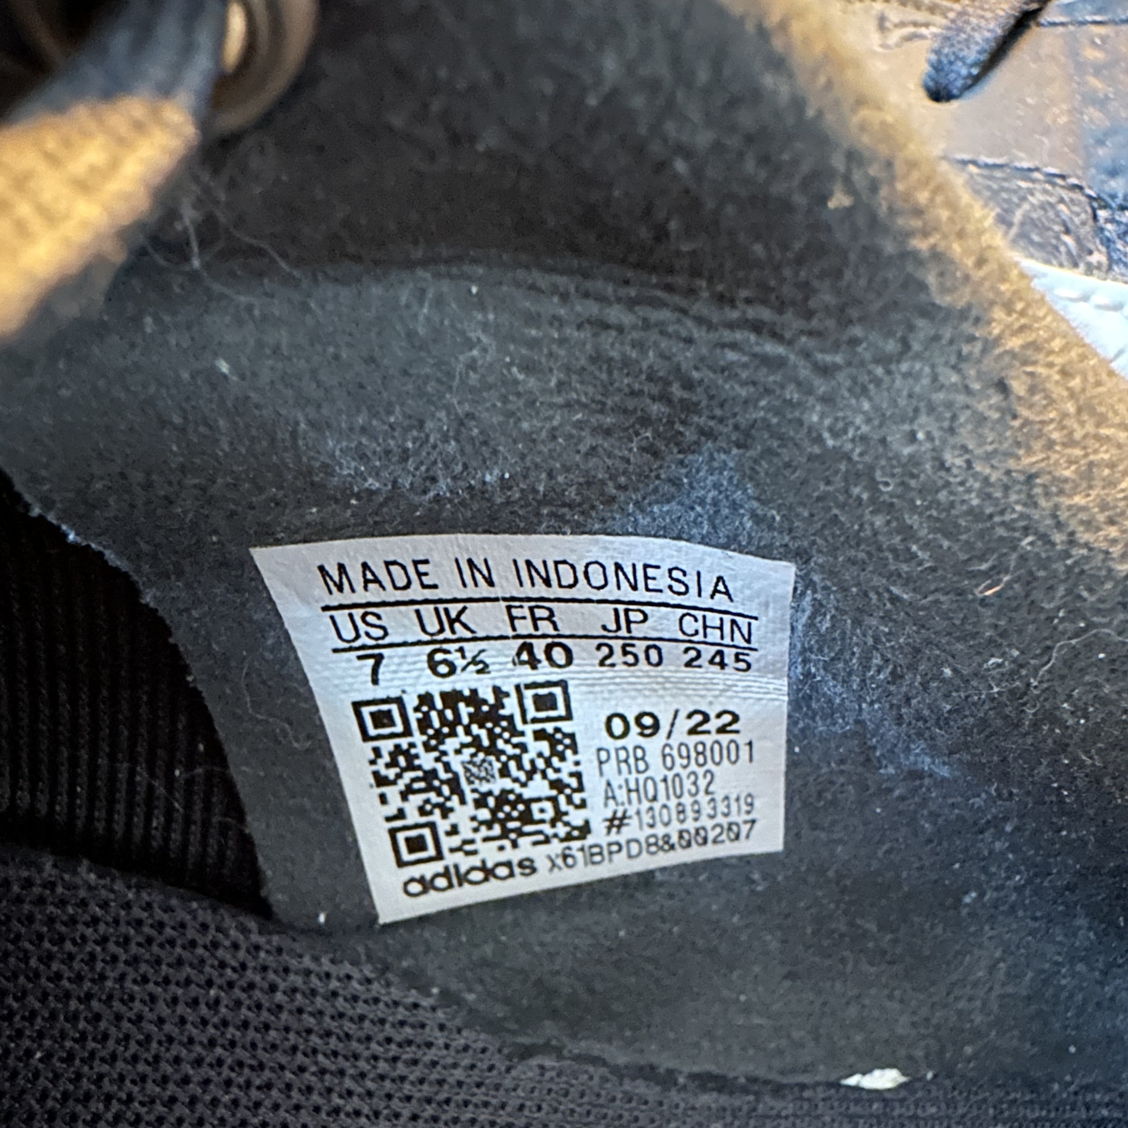 MADE IN INDONESIA
US UK FR JP CHN
7 6½ 40 250 245
09/22
PRB 698001
A:HQ1032
#130893319
adidas x61BPD8&00207